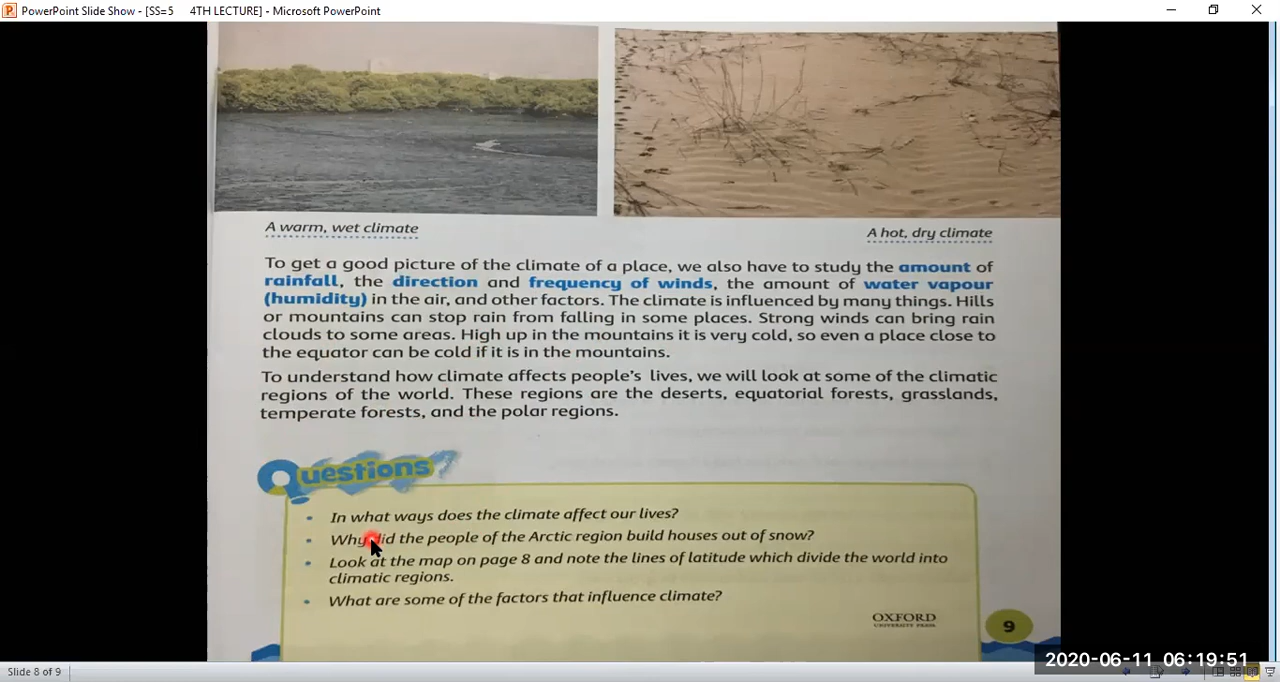 PowerPoint Slide Show - [SS=5 4TH LECTURE] - Microsoft PowerPoint
A warm, wet climate
A hot, dry climate
To get a good picture of the climate of a place, we also have to study the amount of
rainfall, the direction and frequency of winds, the amount of water vapour
(humidity) in the air, and other factors. The climate is influenced by many things. Hills
or mountains can stop rain from falling in some places. Strong winds can bring rain
clouds to some areas. High up in the mountains it is very cold, so even a place close to
the equator can be cold if it is in the mountains.
To understand how climate affects people's lives, we will look at some of the climatic
regions of the world. These regions are the deserts, equatorial forests, grasslands,
temperate forests, and the polar regions.
Questions?
• In what ways does the climate affect our lives?
• Why did the people of the Arctic region build houses out of snow?
• Look at the map on page 8 and note the lines of latitude which divide the world into
climatic regions.
• What are some of the factors that influence climate?
OXFORD
UNIVERSITY PRESS
9
2020-06-11 06:19:51
Slide 8 of 9